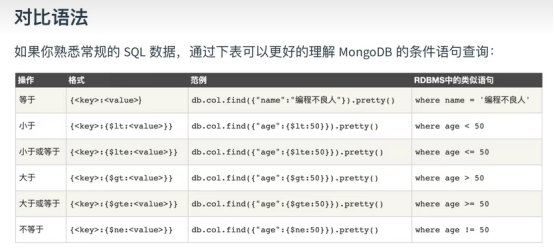 对比语法
如果你熟悉常规的 SQL 数据，通过下表可以更好的理解 MongoDB 的条件语句查询：
操作 格式 范例 RDBMS中的类似语句
等于 {<key>:<value>} db.col.find({"name":"编程不良人"}).pretty() where name = '编程不良人'
小于 {<key>:{$lt:<value>}} db.col.find({"age":{$lt:50}}).pretty() where age < 50
小于或等于 {<key>:{$lte:<value>}} db.col.find({"age":{$lte:50}}).pretty() where age <= 50
大于 {<key>:{$gt:<value>}} db.col.find({"age":{$gt:50}}).pretty() where age > 50
大于或等于 {<key>:{$gte:<value>}} db.col.find({"age":{$gte:50}}).pretty() where age >= 50
不等于 {<key>:{$ne:<value>}} db.col.find({"age":{$ne:50}}).pretty() where age != 50